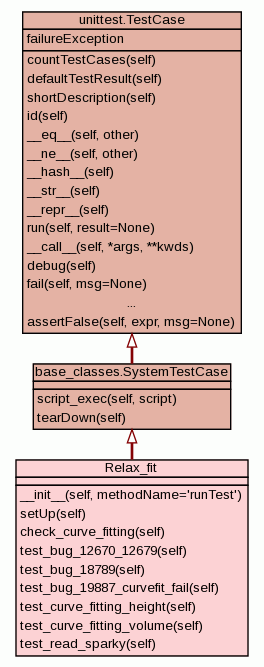 unittest.TestCase
failureException
countTestCases(self)
defaultTestResult(self)
shortDescription(self)
id(self)
__eq__(self, other)
__ne__(self, other)
__hash__(self)
__str__(self)
__repr__(self)
run(self, result=None)
__call__(self, *args, **kwds)
debug(self)
fail(self, msg=None)
...
assertFalse(self, expr, msg=None)
base_classes.SystemTestCase
script_exec(self, script)
tearDown(self)
Relax_fit
__init__(self, methodName='runTest')
setUp(self)
check_curve_fitting(self)
test_bug_12670_12679(self)
test_bug_18789(self)
test_bug_19887_curvefit_fail(self)
test_curve_fitting_height(self)
test_curve_fitting_volume(self)
test_read_sparky(self)